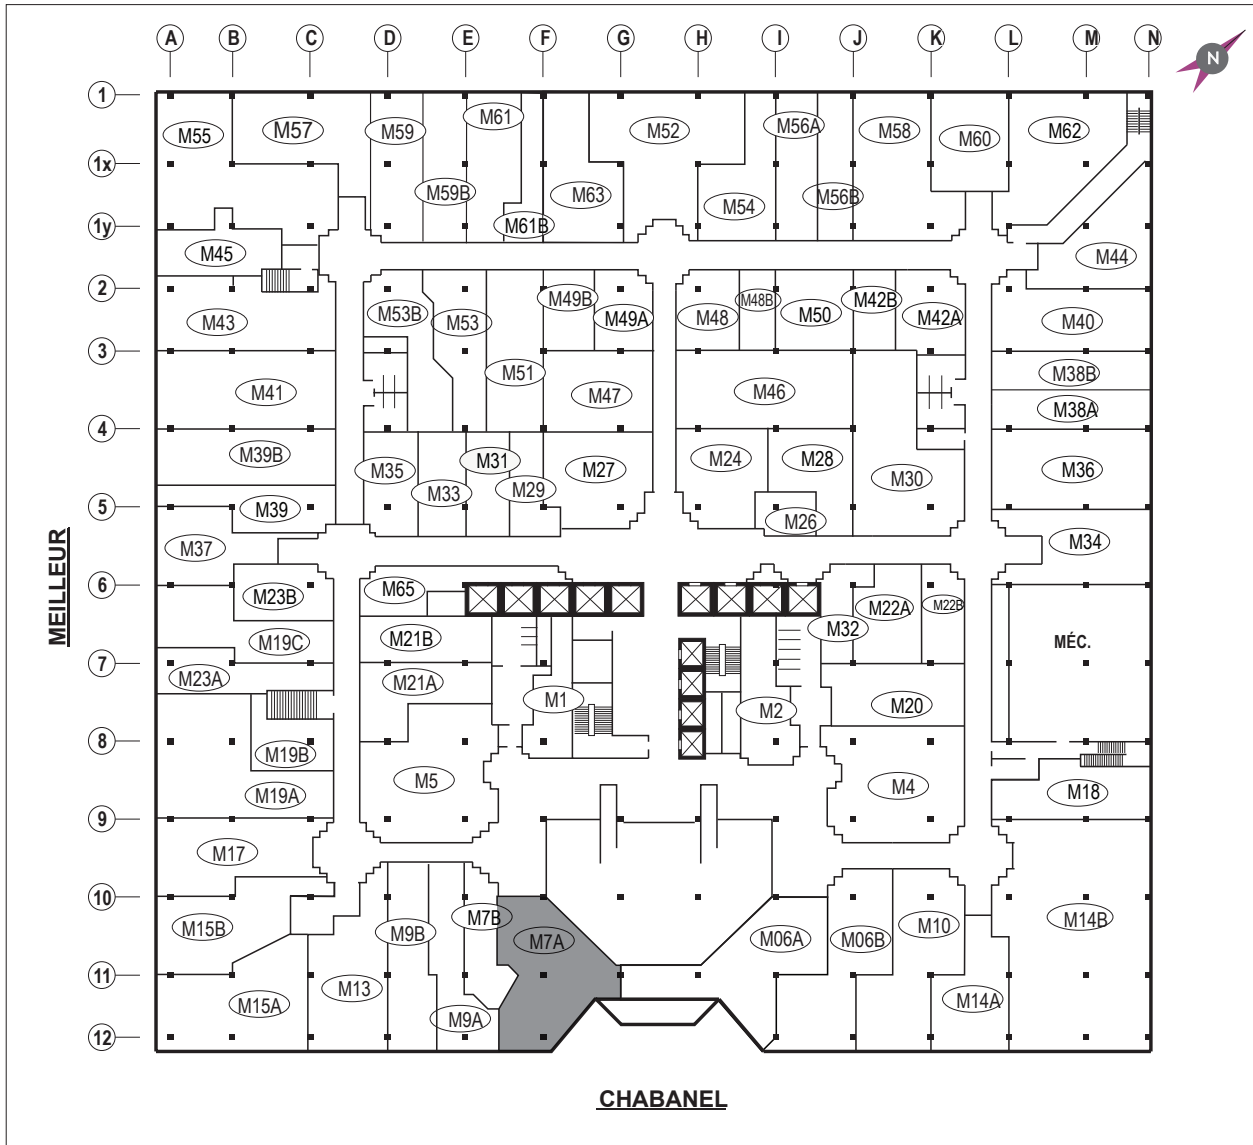 A B C D E F G H I J K L M N
N
1
M55 M57 M59 M61 M52 M56A M58 M60 M62
1x
M59B M61B M63 M54 M56B
1y
M45 M44
2
M43 M53B M53 M49B M49A M48 M48B M50 M42B M42A M40
3
M41 M51 M47 M46 M38B M38A
4
M39B M35 M33 M31 M29 M27 M24 M28 M30 M36
5
M39 M26
M37 M34
MEILLEUR
6
M23B M65 M22A M22B
M19C M21B M32 MÉC.
7
M23A M21A M1 M2 M20
8
M19B M5 M4 M18
M19A
9
M17
10
M15B M9B M7B M7A M06A M06B M10 M14B
11
M15A M13 M9A M14A
12
CHABANEL